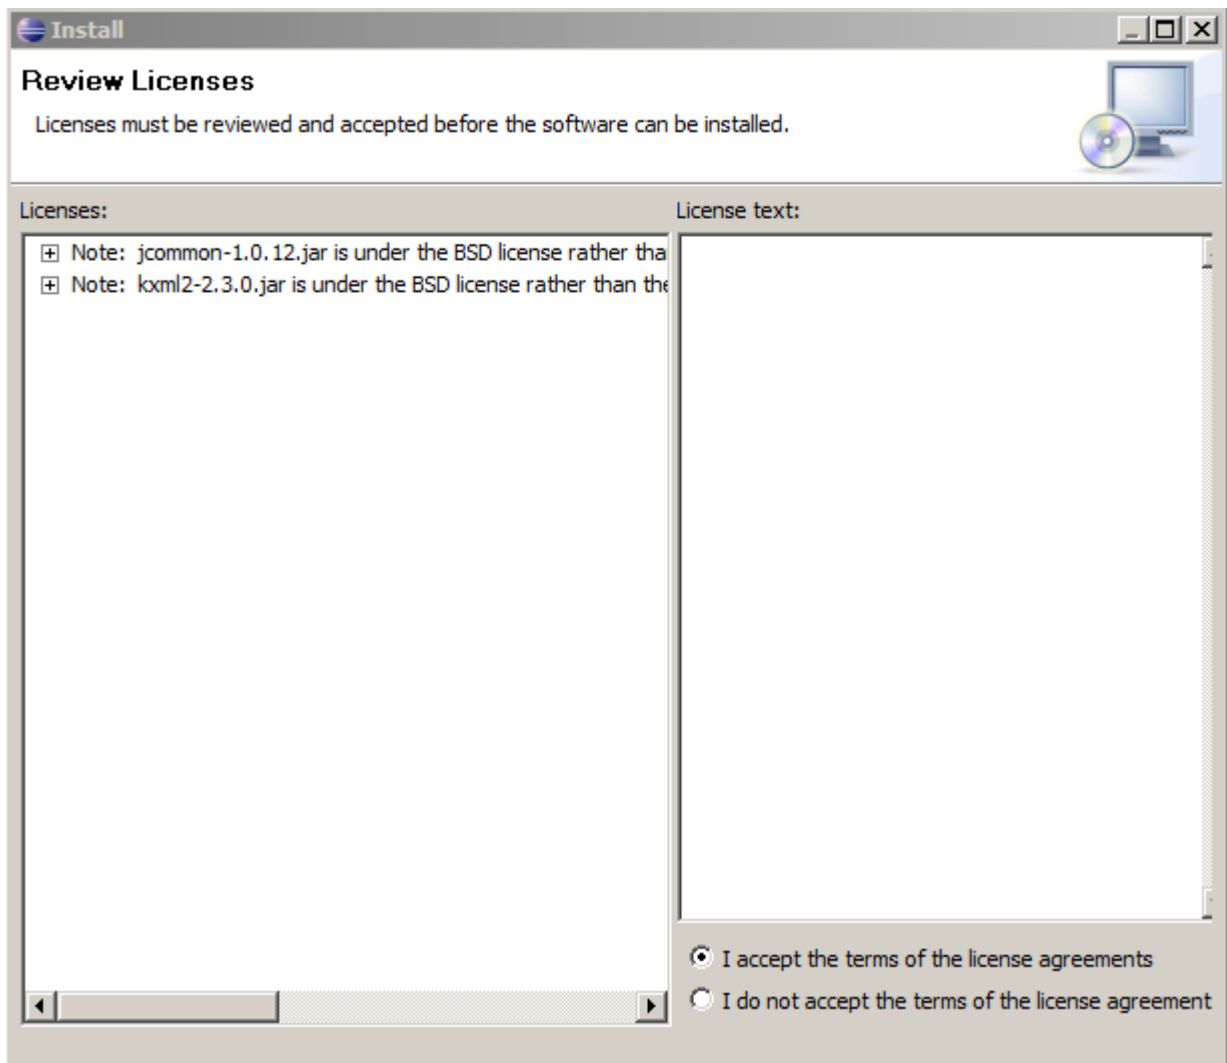 Install
Review Licenses
Licenses must be reviewed and accepted before the software can be installed.
Licenses:
License text:
Note: jcommon-1.0.12.jar is under the BSD license rather tha
Note: kxml2-2.3.0.jar is under the BSD license rather than the
I accept the terms of the license agreements
I do not accept the terms of the license agreement